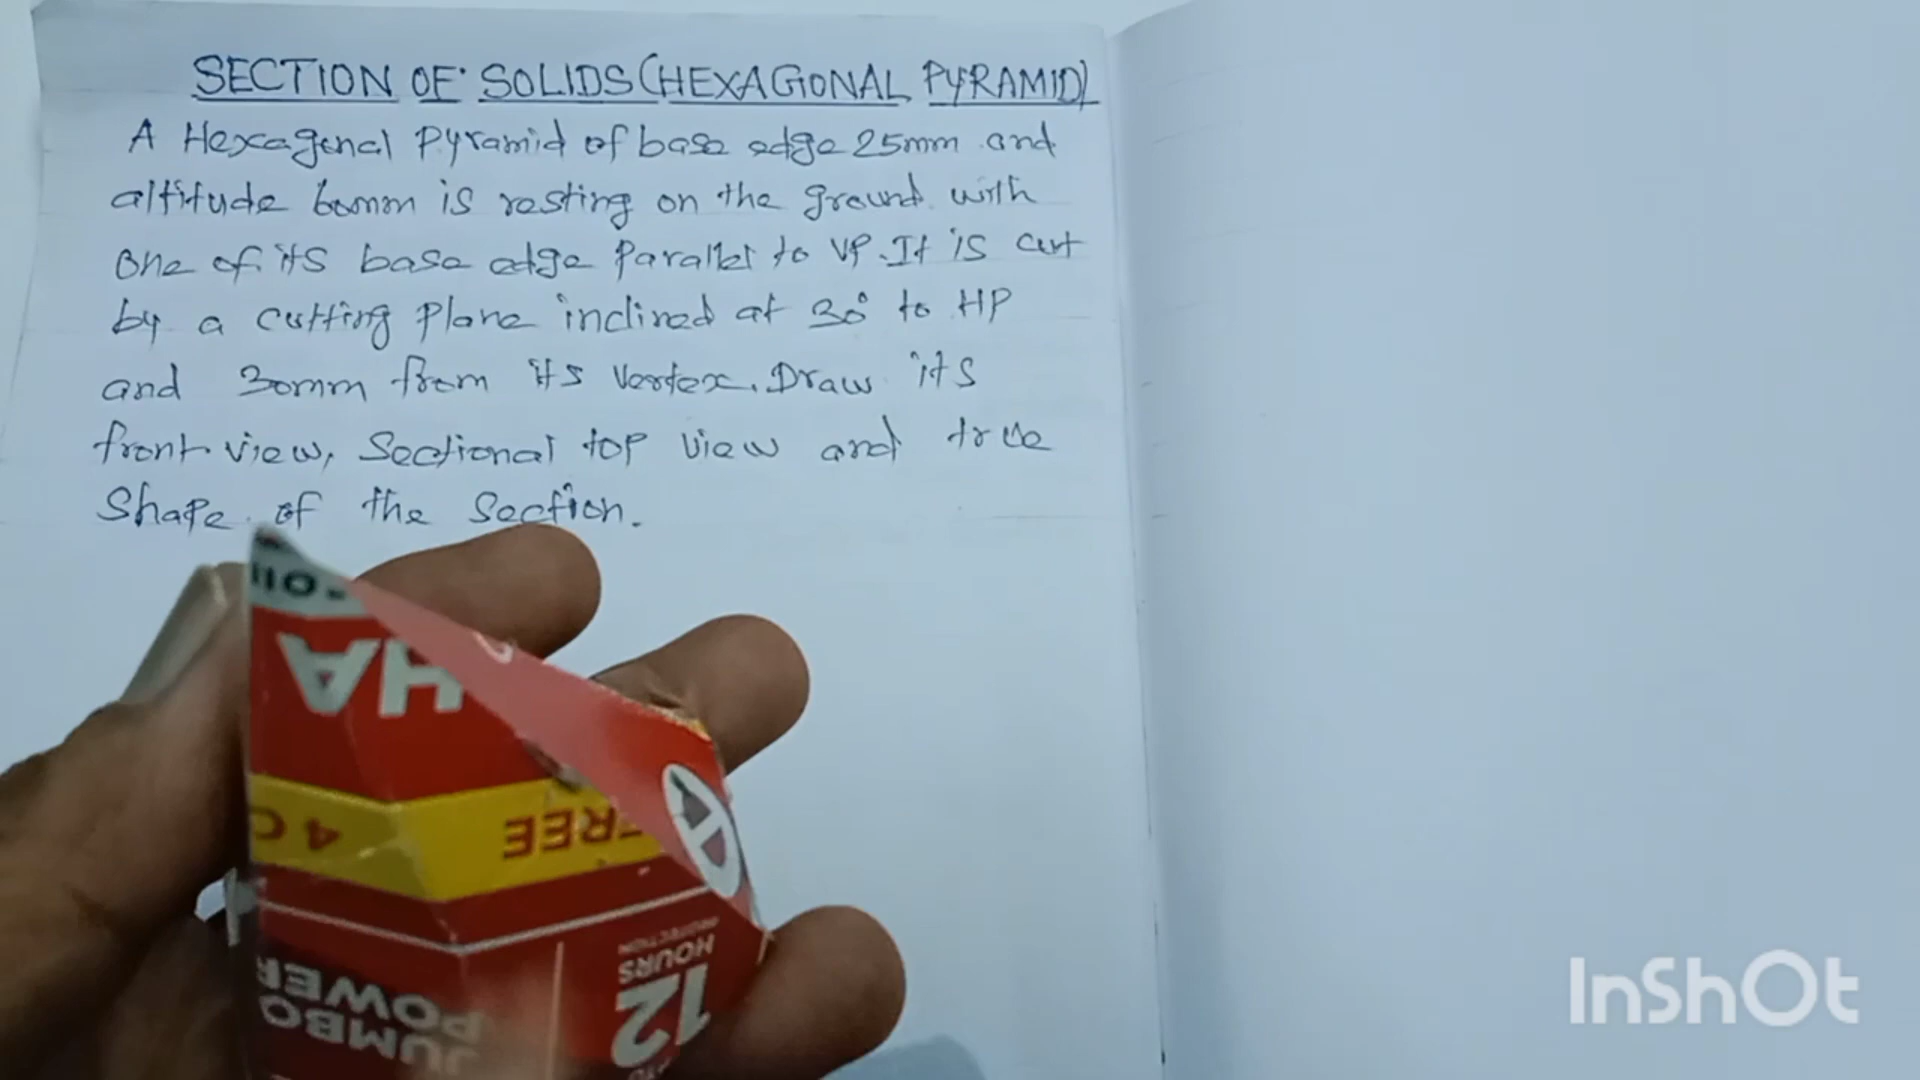 SECTION OF SOLIDS (HEXAGONAL PYRAMID)
A Hexagonal Pyramid of base edge 25mm and
altitude 60mm is resting on the ground with
one of its base edge Parallel to VP. It is cut
by a cutting plane inclined at 30° to HP
and 30mm from its vertex. Draw its
front view, Sectional top view and true
Shape of the Section.
HA
FREE
4 C
12
HOURS
PROTECTION
JUMBO
POWER
InShOt